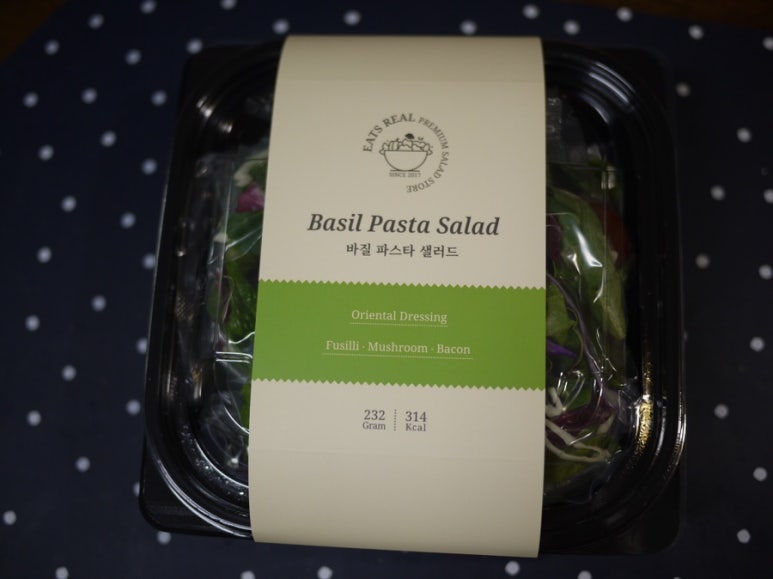 EATS REAL PREMIUM SALAD STORE
SINCE 2017
Basil Pasta Salad
바질 파스타 샐러드
Oriental Dressing
Fusilli · Mushroom · Bacon
232 314
Gram Kcal